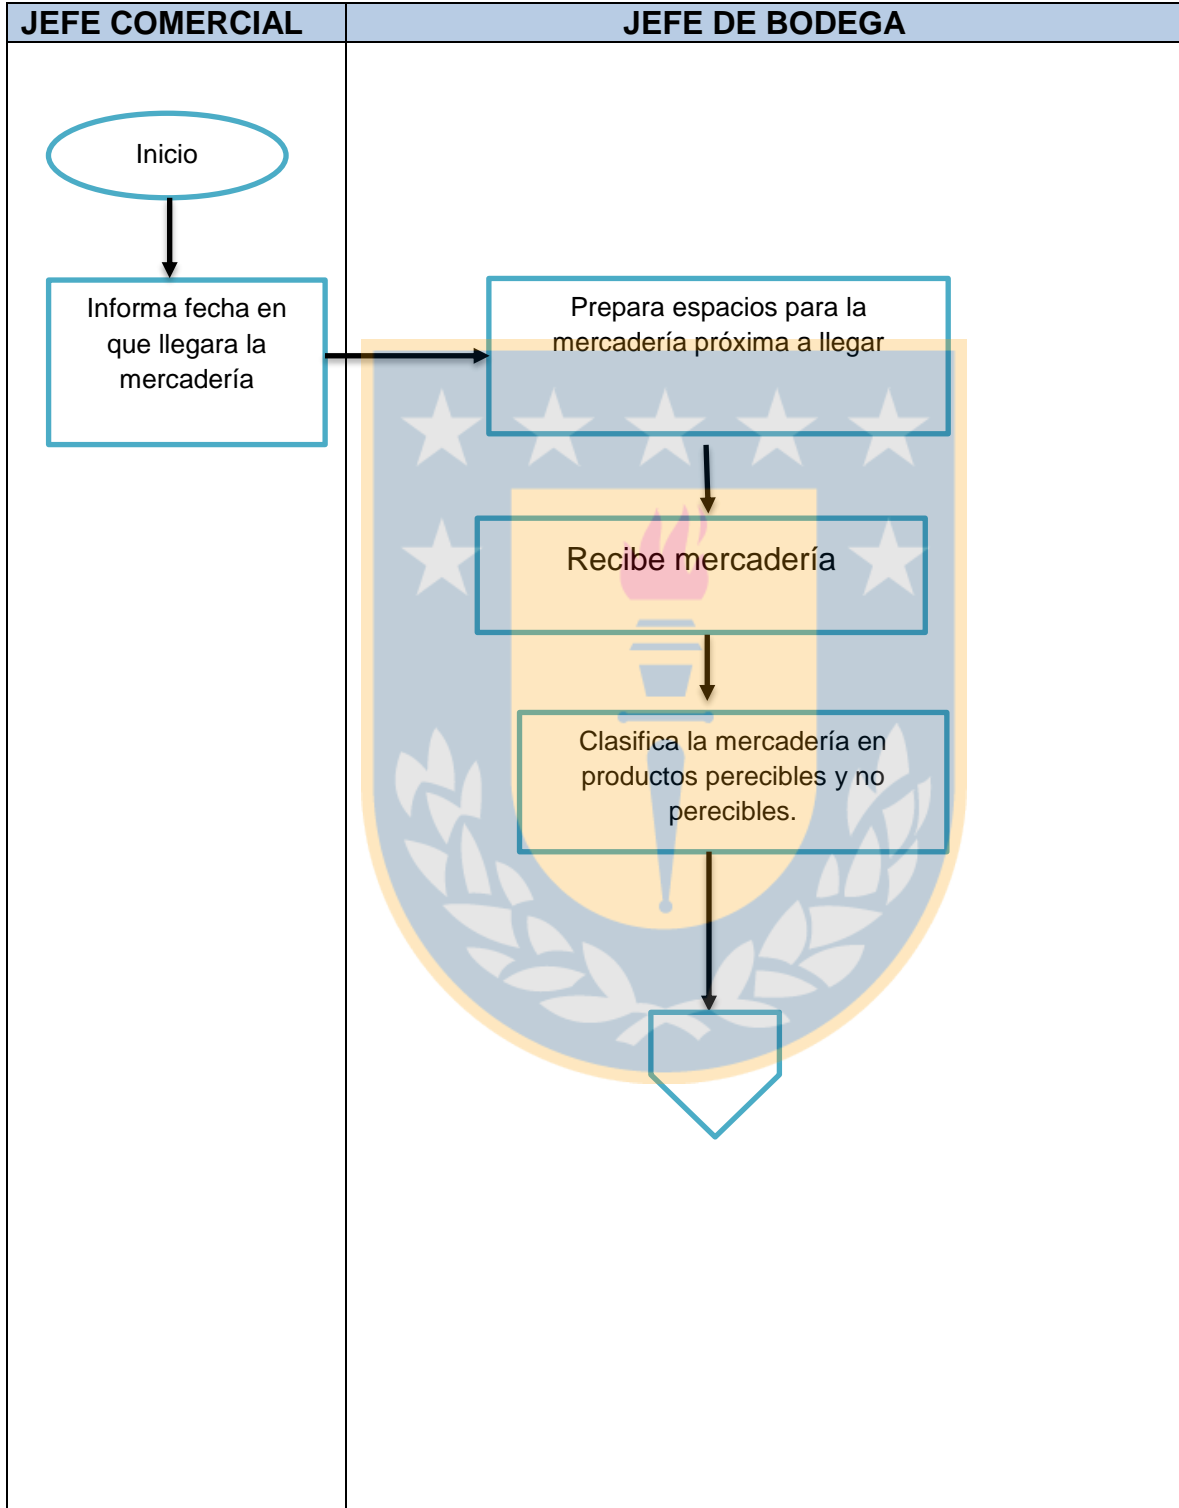 JEFE COMERCIAL
JEFE DE BODEGA
Inicio
Informa fecha en
que llegara la
mercadería
Prepara espacios para la
mercadería próxima a llegar
Recibe mercadería
Clasifica la mercadería en
productos perecibles y no
perecibles.